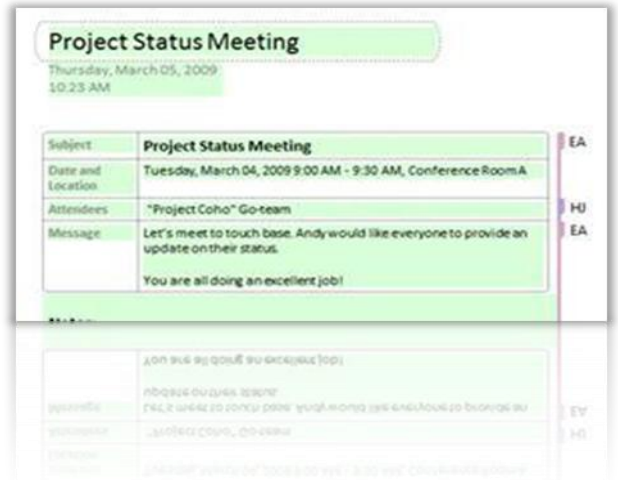 Project Status Meeting
Thursday, March 05, 2009
10:23 AM
Subject Project Status Meeting EA
Date and Location Tuesday, March 04, 2009 9:00 AM - 9:30 AM, Conference Room A
Attendees "Project Coho" Go-team HJ
Message Let's meet to touch base. Andy would like everyone to provide an EA
update on their status.
You are all doing an excellent job!